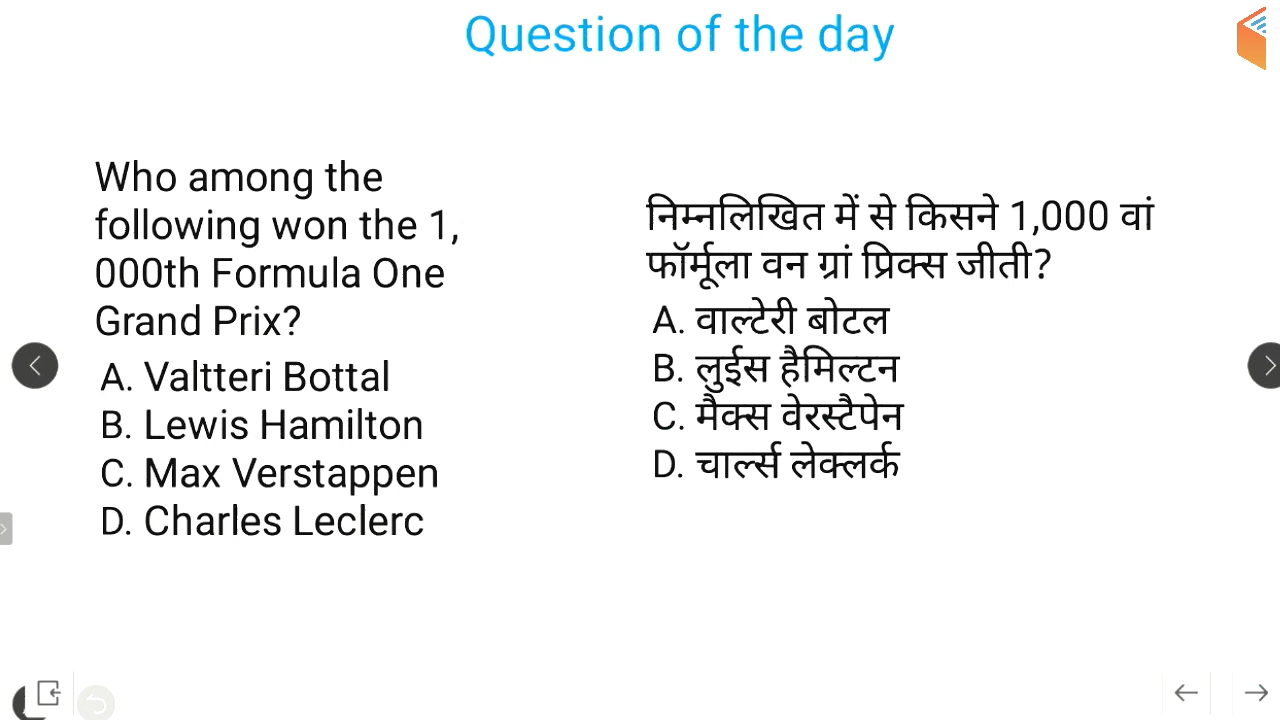 Question of the day
Who among the
following won the 1,
000th Formula One
Grand Prix?
A. Valtteri Bottal
B. Lewis Hamilton
C. Max Verstappen
D. Charles Leclerc
निम्नलिखित में से किसने 1,000 वां
फॉर्मूला वन ग्रां प्रिक्स जीती?
A. वाल्टेरी बोटल
B. लुईस हैमिल्टन
C. मैक्स वेरस्टैपेन
D. चार्ल्स लेक्लर्क